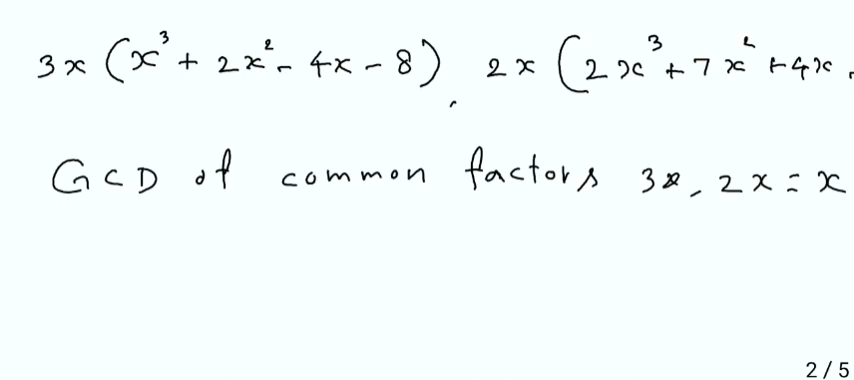 3x (x³ + 2x² - 4x - 8), 2x (2x³ + 7x² + 4x -
GCD of common factors 3x, 2x = x
2/5